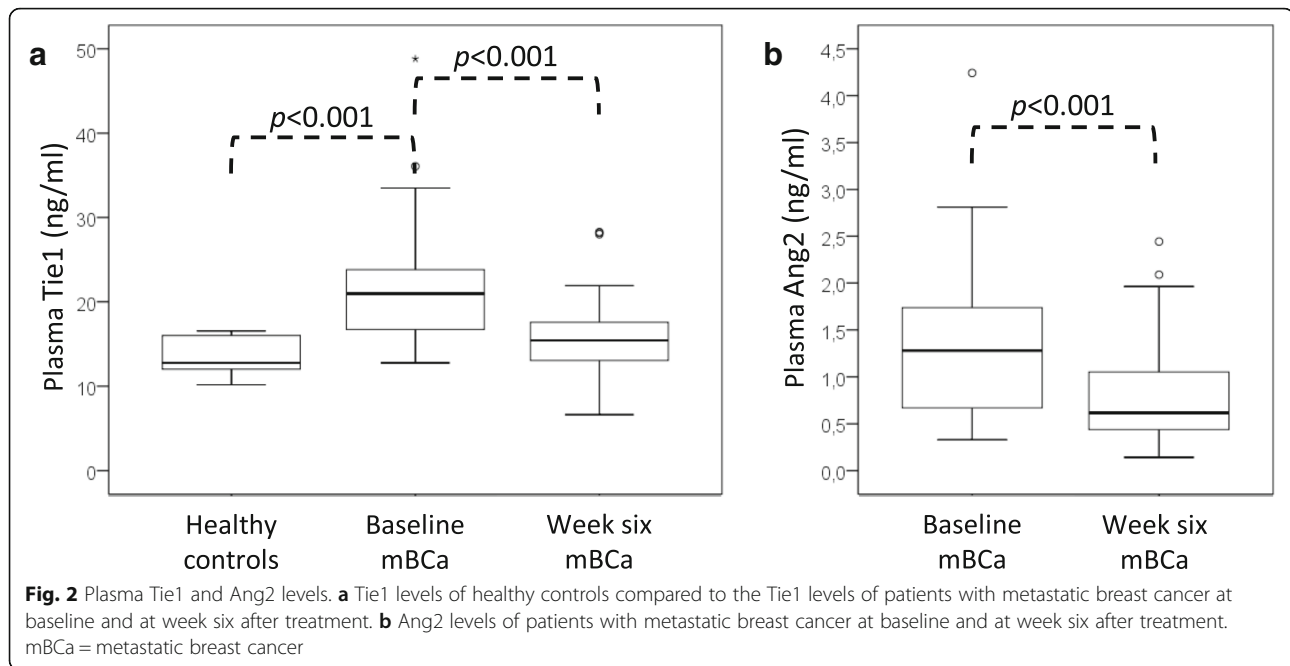 a
50
40
30
20
10
0
Plasma Tie1 (ng/ml)
p<0.001
p<0.001
*
Healthy controls
Baseline mBCa
Week six mBCa
b
4,5
4,0
3,5
3,0
2,5
2,0
1,5
1,0
0,5
0,0
Plasma Ang2 (ng/ml)
p<0.001
Baseline mBCa
Week six mBCa
Fig. 2 Plasma Tie1 and Ang2 levels. a Tie1 levels of healthy controls compared to the Tie1 levels of patients with metastatic breast cancer at
baseline and at week six after treatment. b Ang2 levels of patients with metastatic breast cancer at baseline and at week six after treatment.
mBCa = metastatic breast cancer